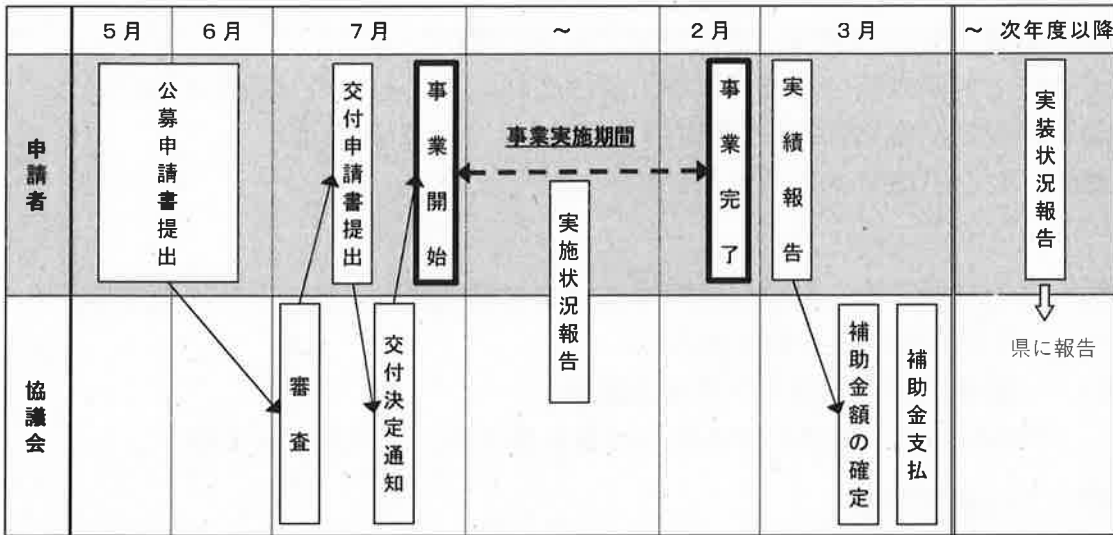 5月
6月
7月
～
2月
3月
～ 次年度以降
申請者
公募申請書提出
交付申請書提出
事業開始
事業実施期間
実施状況報告
事業完了
実績報告
実装状況報告
協議会
審査
交付決定通知
補助金額の確定
補助金支払
県に報告